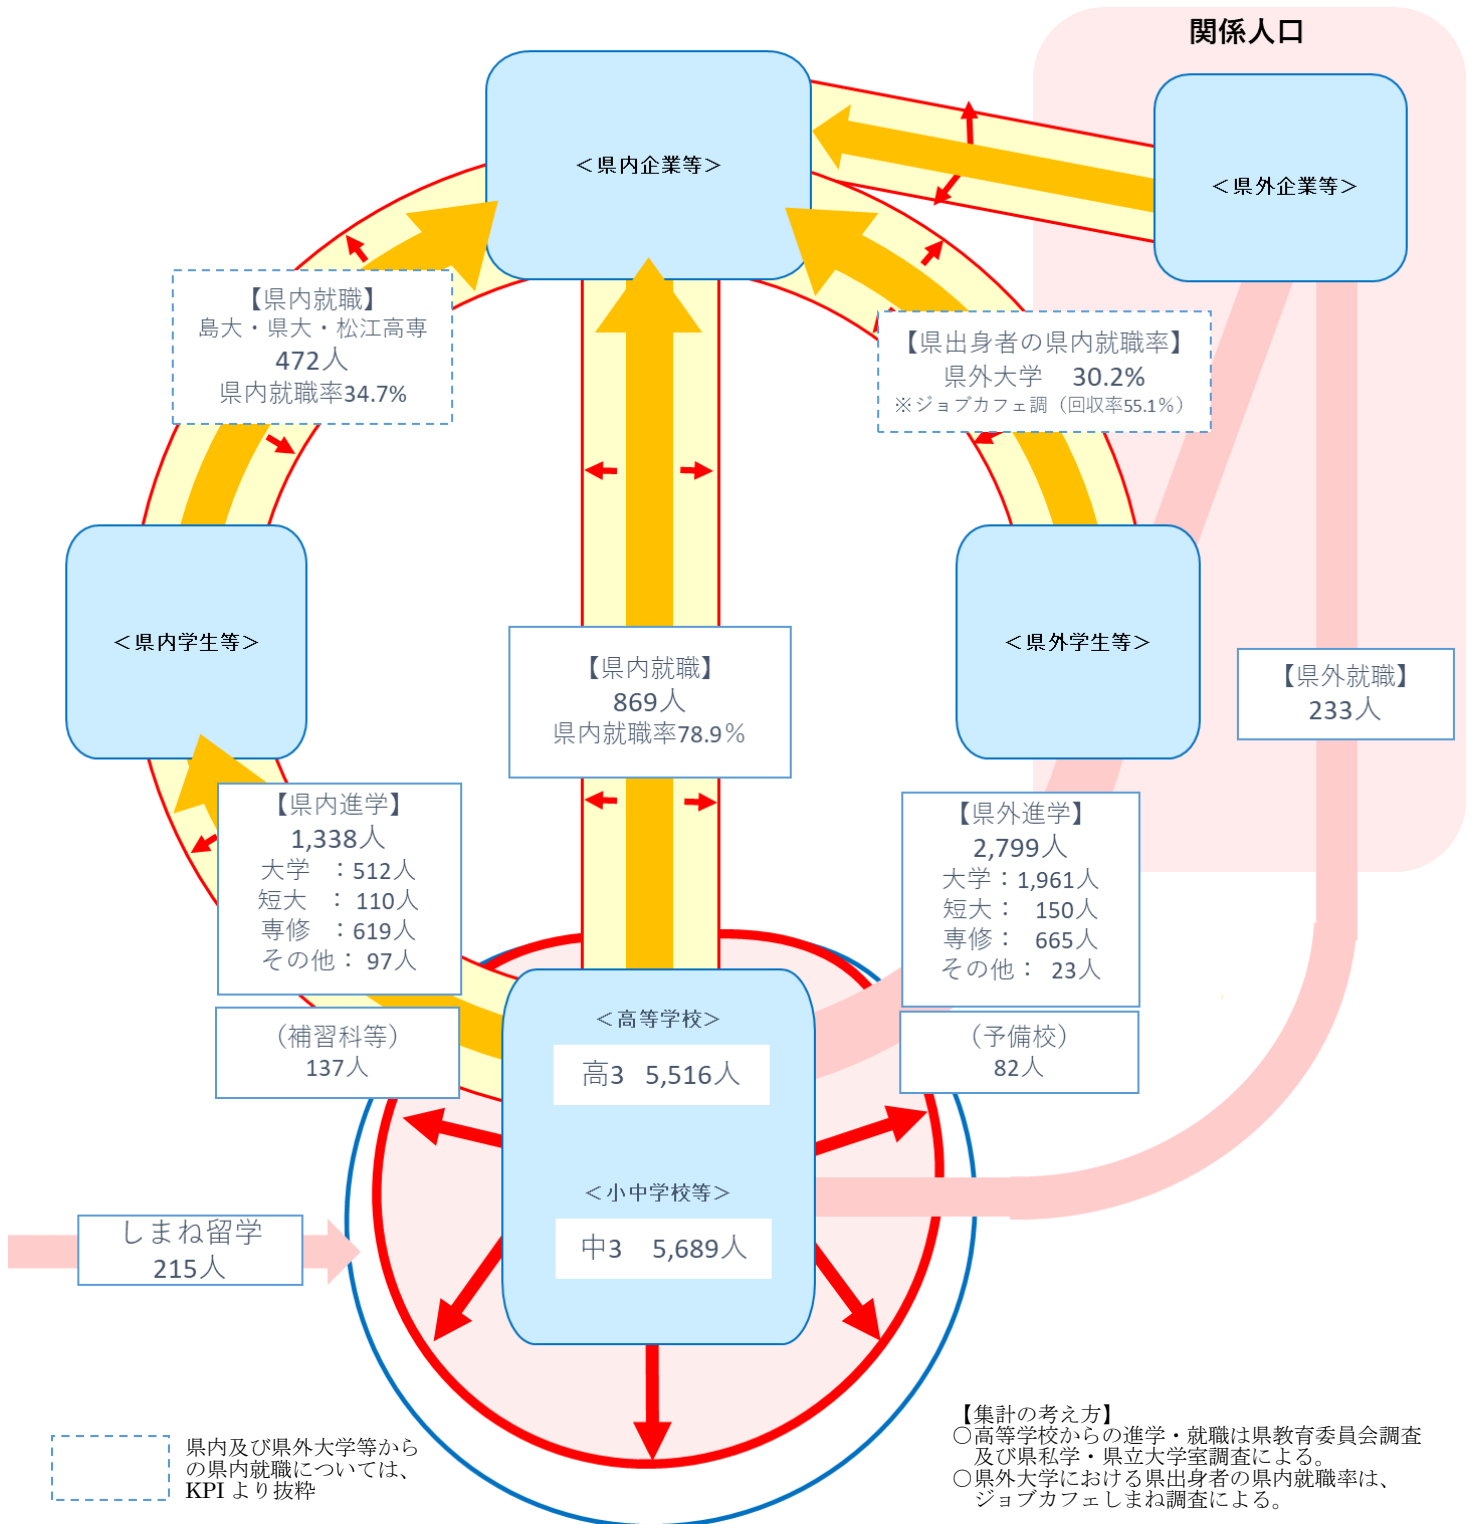 関係人口
＜県内企業等＞
＜県外企業等＞
【県内就職】
島大・県大・松江高専
472人
県内就職率34.7%
【県出身者の県内就職率】
県外大学 30.2%
※ジョブカフェ調（回収率55.1%）
＜県内学生等＞
＜県外学生等＞
【県内就職】
869人
県内就職率78.9%
【県外就職】
233人
【県内進学】
1,338人
大学 ：512人
短大 ： 110人
専修 ：619人
その他： 97人
（補習科等）
137人
【県外進学】
2,799人
大学：1,961人
短大： 150人
専修： 665人
その他： 23人
（予備校）
82人
＜高等学校＞
高3 5,516人
＜小中学校等＞
中3 5,689人
しまね留学
215人
県内及び県外大学等から
の県内就職については、
KPIより抜粋
【集計の考え方】
○高等学校からの進学・就職は県教育委員会調査
及び県私学・県立大学室調査による。
○県外大学における県出身者の県内就職率は、
ジョブカフェしまね調査による。